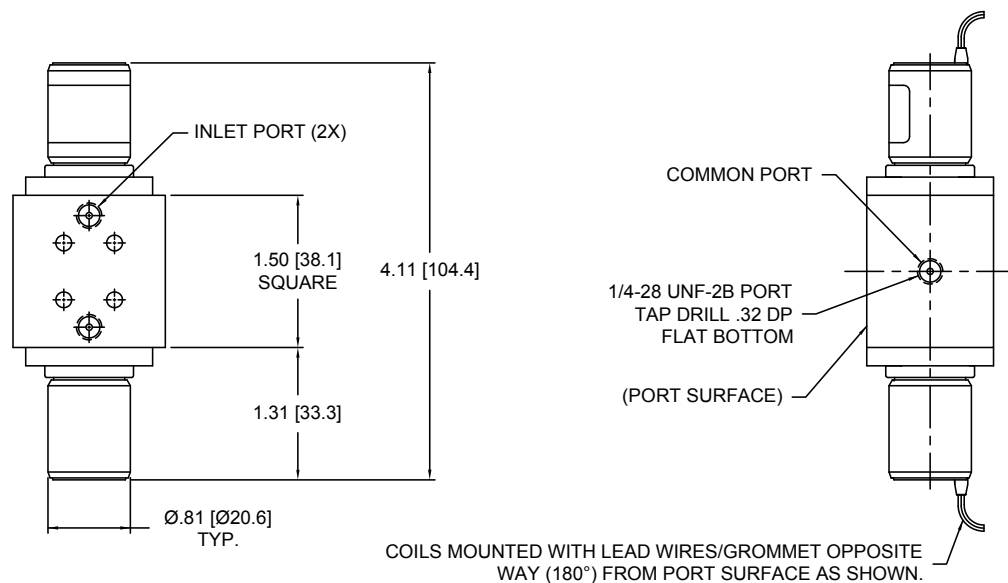 INLET PORT (2X)
1.50 [38.1]
SQUARE
4.11 [104.4]
1.31 [33.3]
Ø.81 [Ø20.6]
TYP.
COMMON PORT
1/4-28 UNF-2B PORT
TAP DRILL .32 DP
FLAT BOTTOM
(PORT SURFACE)
COILS MOUNTED WITH LEAD WIRES/GROMMET OPPOSITE
WAY (180°) FROM PORT SURFACE AS SHOWN.